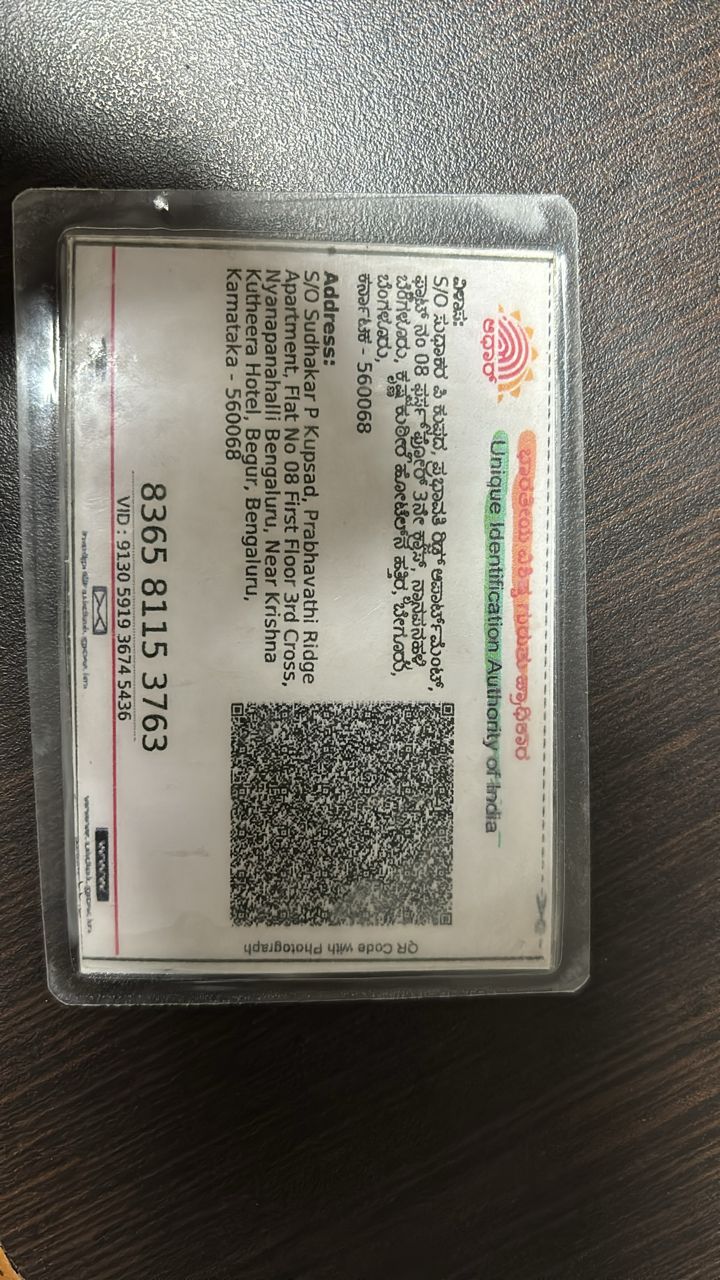 ಭಾರತೀಯ ವಿಶಿಷ್ಟ ಗುರುತು ಪ್ರಾಧಿಕಾರ
Unique Identification Authority of India
ಆಧಾರ್
ವಿಳಾಸ:
S/O ಸುಧಾಕರ ಪಿ ಕುಪ್ಸದ, ಪ್ರಭಾವತಿ ರಿಡ್ಜ್ ಅಪಾರ್ಟ್ಮೆಂಟ್,
ಫ್ಲಾಟ್ ನಂ 08 ಫಸ್ಟ್ ಫ್ಲೋರ್ 3ನೇ ಕ್ರಾಸ್, ನ್ಯಾನಪನಹಳ್ಳಿ
ಬೆಂಗಳೂರು, ಕೃಷ್ಣ ಕುಟೀರ ಹೋಟೆಲ್‌ನ ಹತ್ತಿರ, ಬೇಗೂರು,
ಬೆಂಗಳೂರು,
ಕರ್ನಾಟಕ - 560068
Address:
S/O Sudhakar P Kupsad, Prabhavathi Ridge
Apartment, Flat No 08 First Floor 3rd Cross,
Nyanapanahalli Bengaluru, Near Krishna
Kutheera Hotel, Begur, Bengaluru,
Karnataka - 560068
QR Code with Photograph
8365 8115 3763
VID : 9130 5919 3674 5436
help@uidai.gov.in
www
www.uidai.gov.in